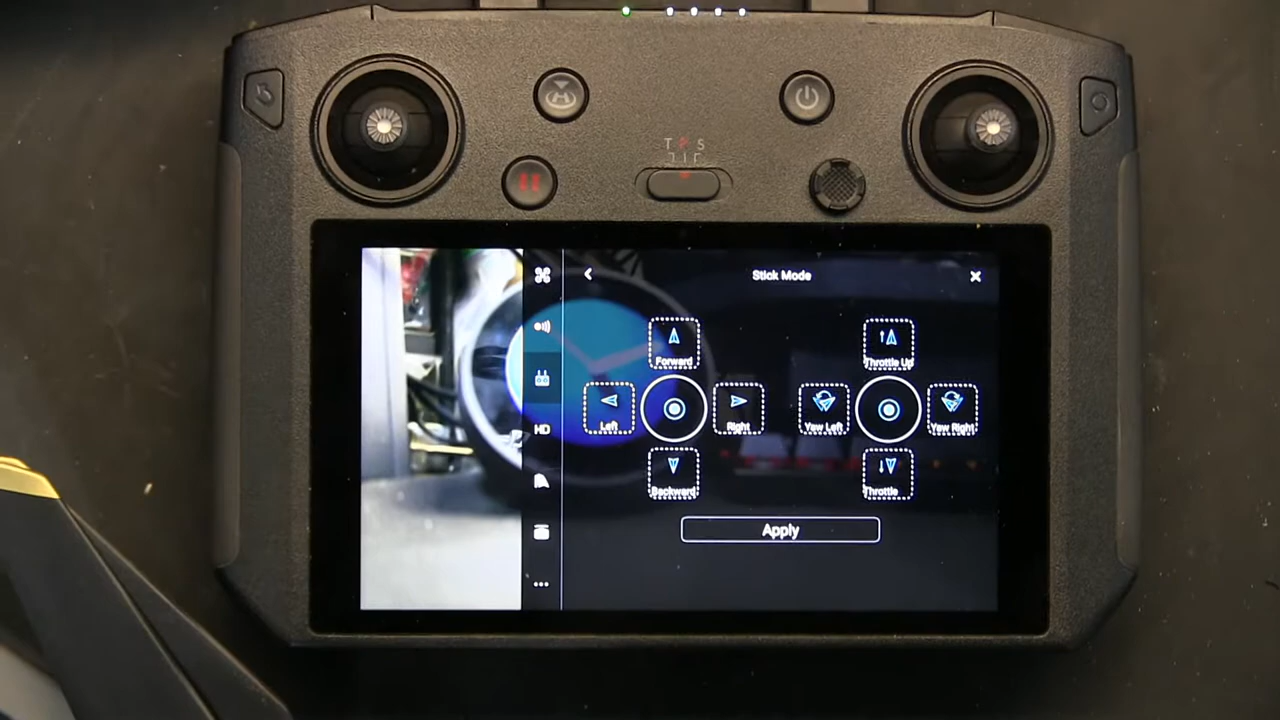 T P S
Stick Mode
Forward
Throttle Up
Left
Right
Yaw Left
Yaw Right
HD
Backward
Throttle
Apply